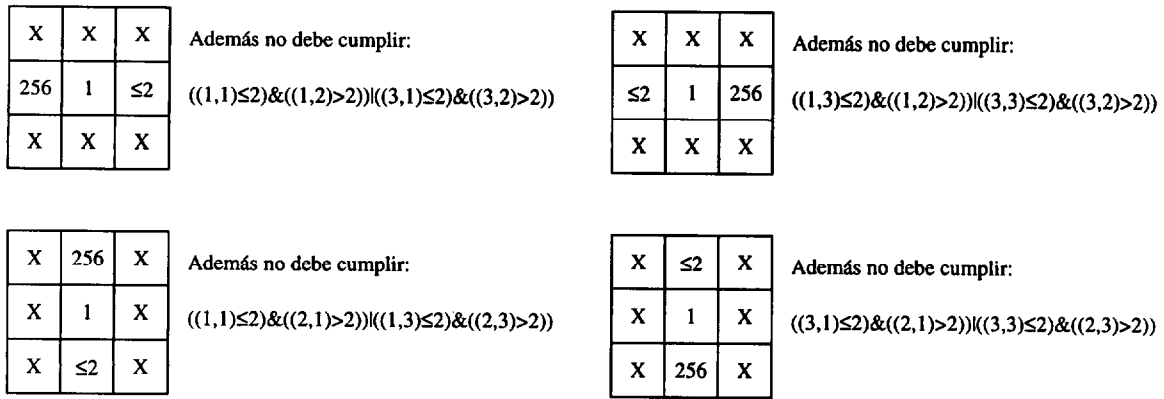 X X X
Además no debe cumplir:
256 1 ≤2
((1,1)≤2)&((1,2)>2))|((3,1)≤2)&((3,2)>2))
X X X
X X X
Además no debe cumplir:
≤2 1 256
((1,3)≤2)&((1,2)>2))|((3,3)≤2)&((3,2)>2))
X X X
X 256 X
Además no debe cumplir:
X 1 X
((1,1)≤2)&((2,1)>2))|((1,3)≤2)&((2,3)>2))
X ≤2 X
X ≤2 X
Además no debe cumplir:
X 1 X
((3,1)≤2)&((2,1)>2))|((3,3)≤2)&((2,3)>2))
X 256 X